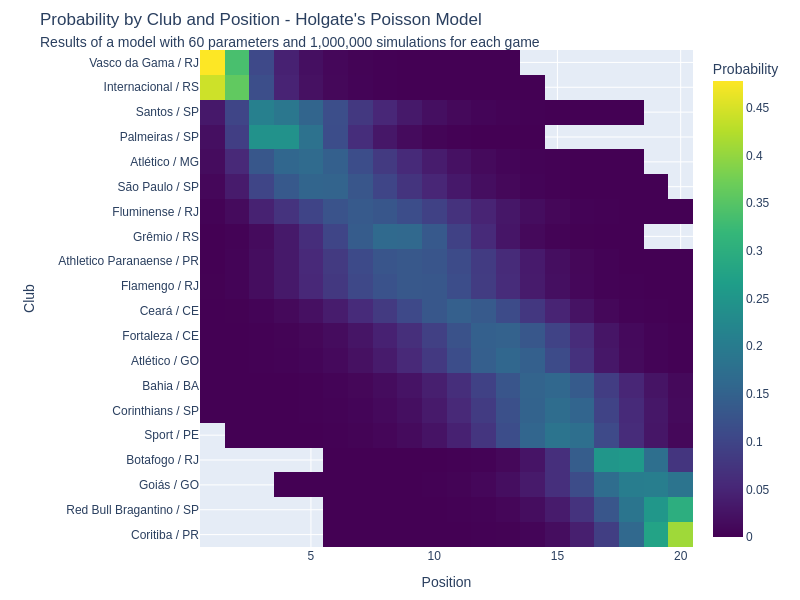 Probability by Club and Position - Holgate's Poisson Model
Results of a model with 60 parameters and 1,000,000 simulations for each game
Probability
Club
Vasco da Gama / RJ
Internacional / RS
Santos / SP
Palmeiras / SP
Atlético / MG
São Paulo / SP
Fluminense / RJ
Grêmio / RS
Athletico Paranaense / PR
Flamengo / RJ
Ceará / CE
Fortaleza / CE
Atlético / GO
Bahia / BA
Corinthians / SP
Sport / PE
Botafogo / RJ
Goiás / GO
Red Bull Bragantino / SP
Coritiba / PR
0.45
0.4
0.35
0.3
0.25
0.2
0.15
0.1
0.05
0
5
10
15
20
Position